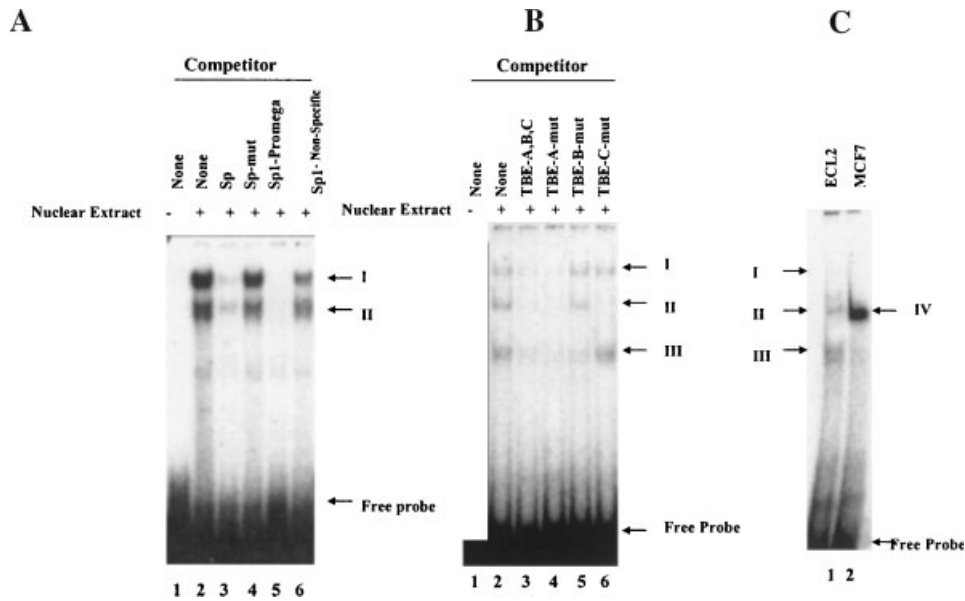 A
B
C
Competitor
None
None
Sp
Sp-mut
Sp1-Promega
Sp1- Non-Specific
Nuclear Extract
- + + + + +
I
II
Free probe
1 2 3 4 5 6
Competitor
None
None
TBE-A,B,C
TBE-A-mut
TBE-B-mut
TBE-C-mut
Nuclear Extract
- + + + + +
I
II
III
Free Probe
1 2 3 4 5 6
ECL2
MCF7
I
II
III
IV
Free Probe
1 2